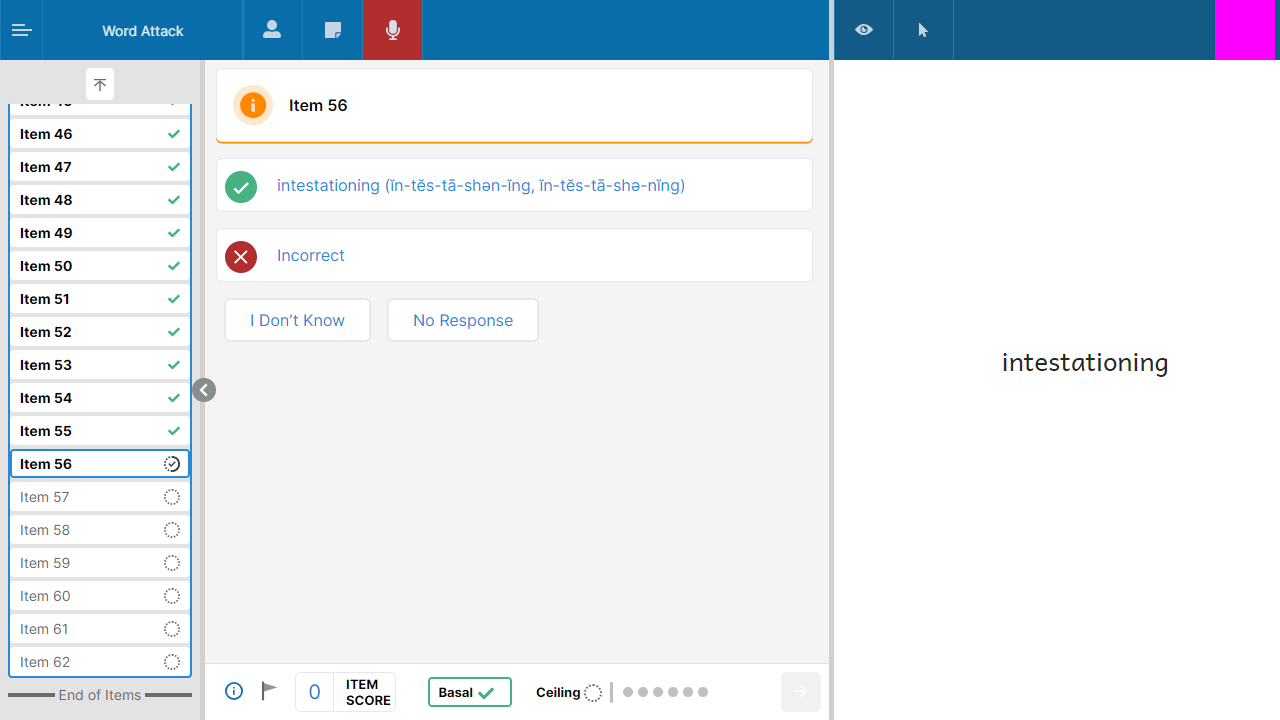 Word Attack
Item 46
Item 47
Item 48
Item 49
Item 50
Item 51
Item 52
Item 53
Item 54
Item 55
Item 56
Item 57
Item 58
Item 59
Item 60
Item 61
Item 62
End of Items
Item 56
intestationing (ĭn-tĕs-tā-shən-ĭng, ĭn-tĕs-tā-shə-nĭng)
Incorrect
I Don’t Know
No Response
0
ITEM
SCORE
Basal
Ceiling
intestationing